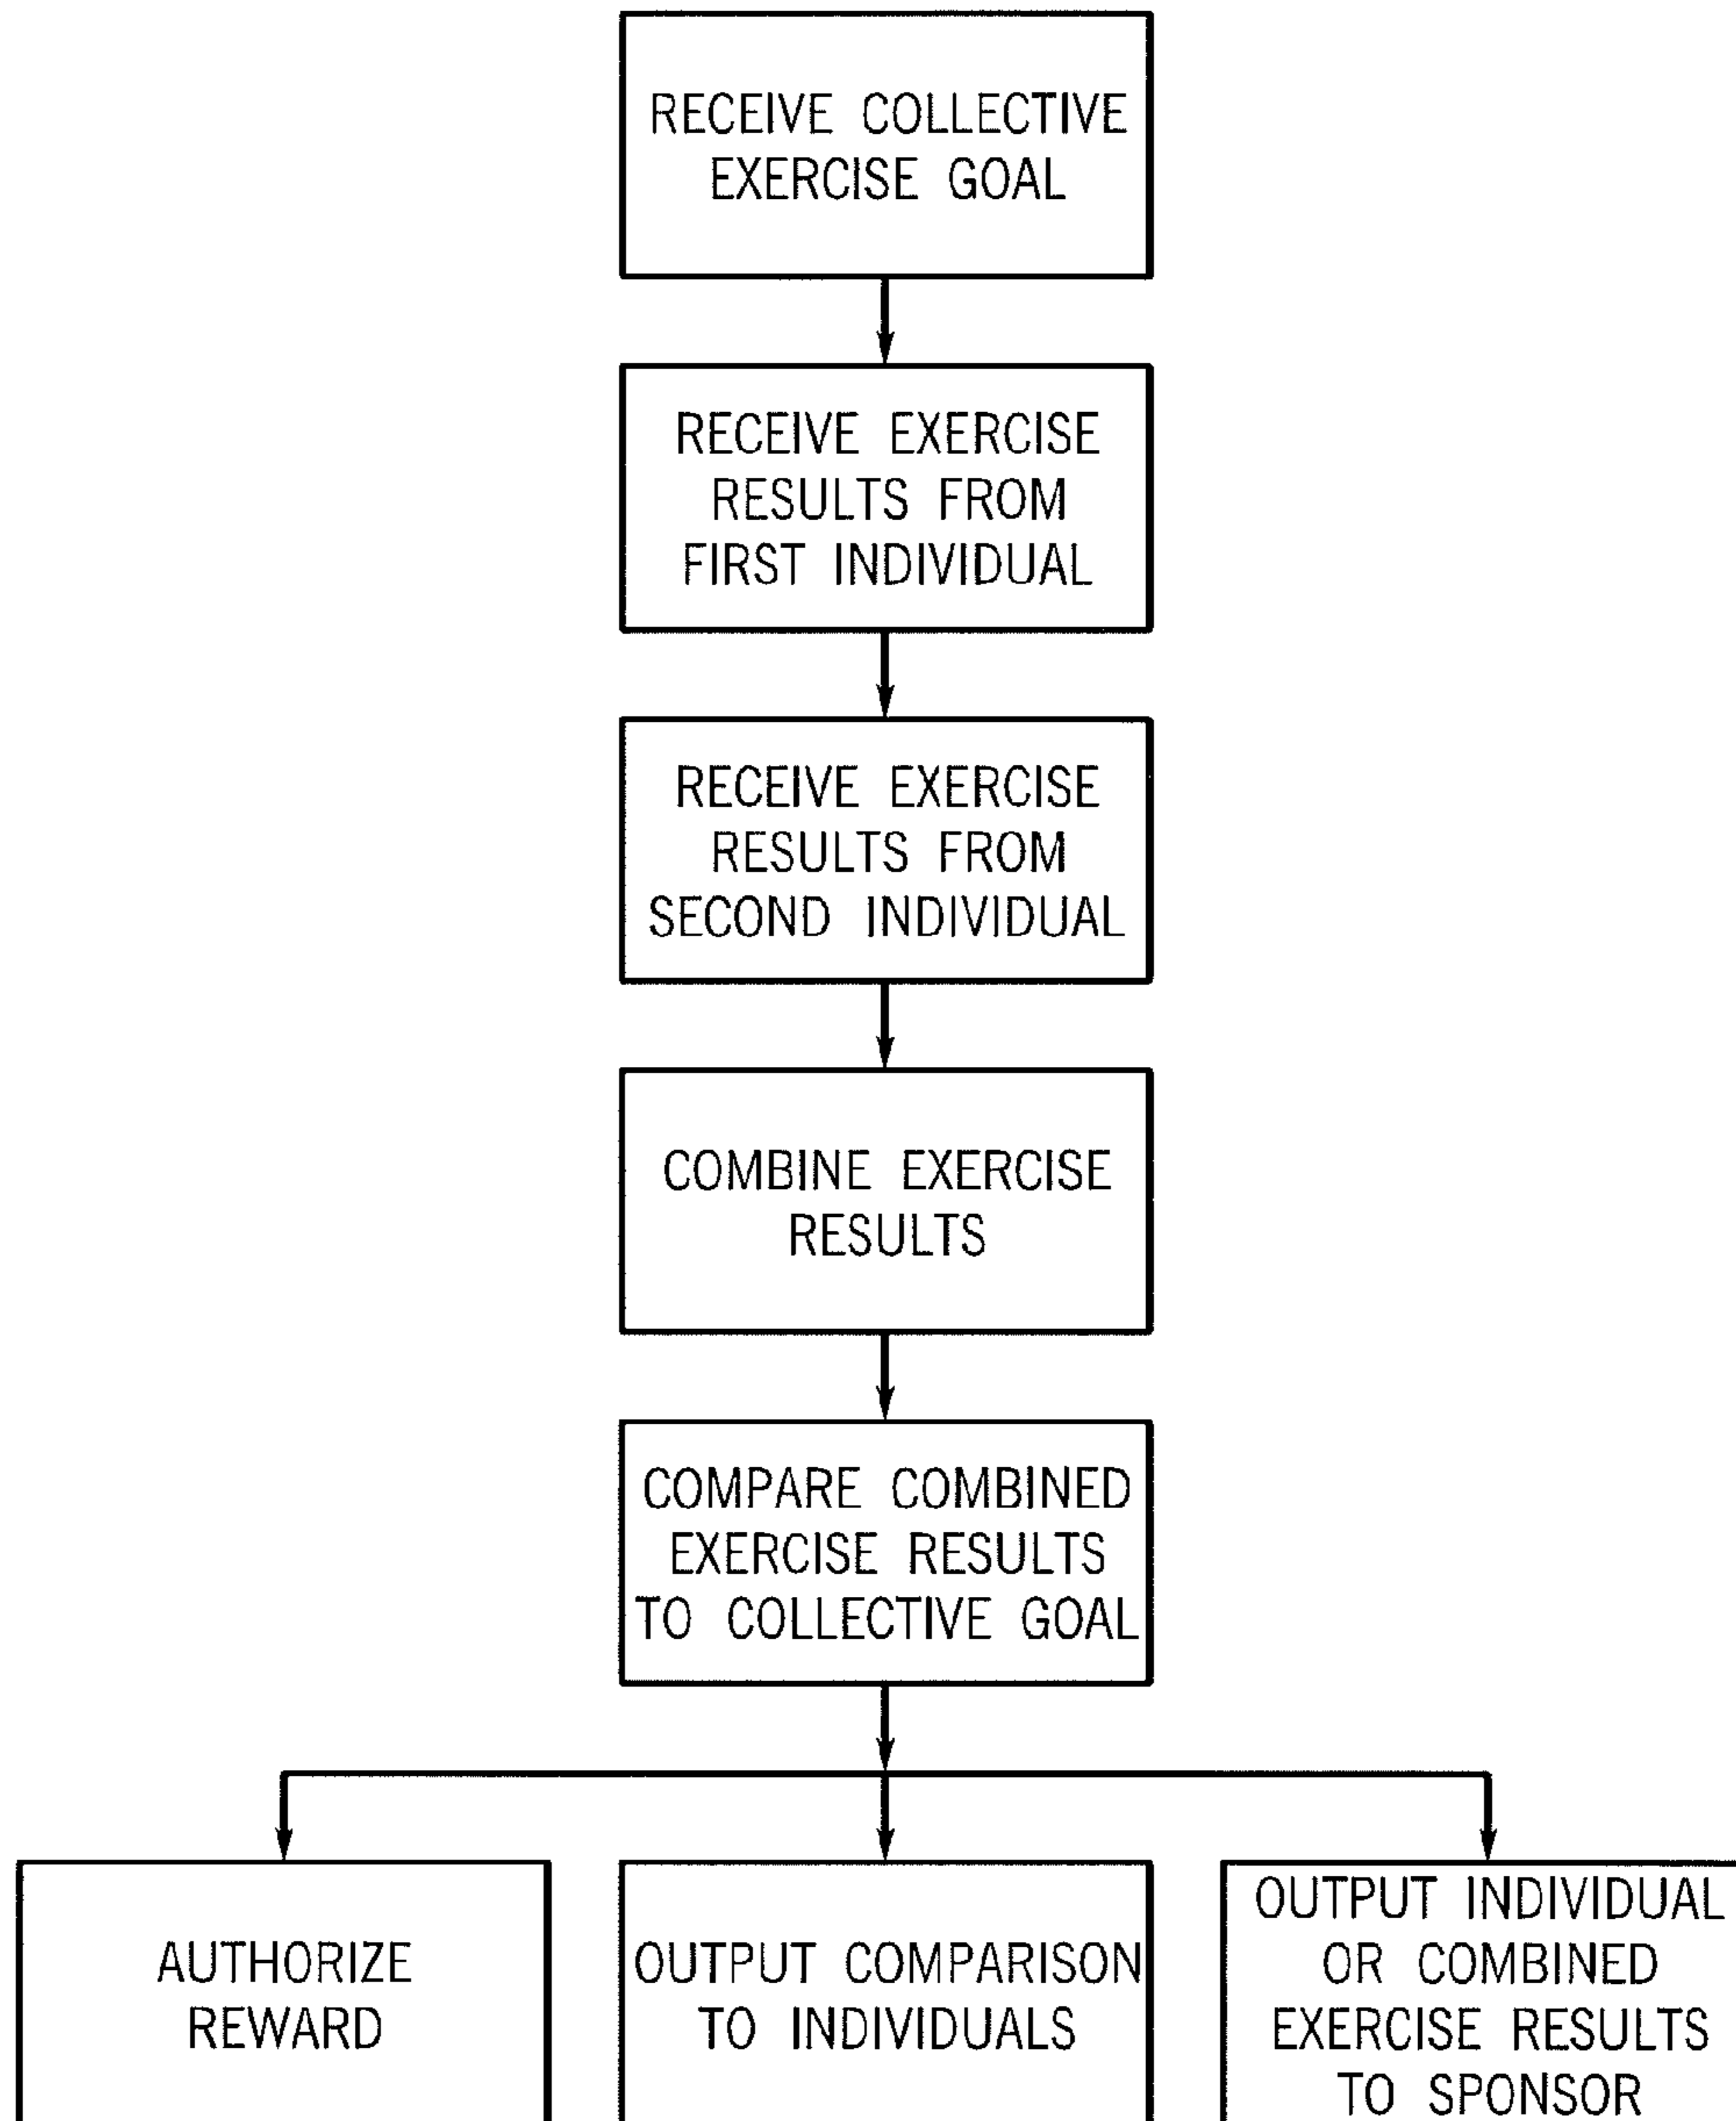 RECEIVE COLLECTIVE
EXERCISE GOAL
RECEIVE EXERCISE
RESULTS FROM
FIRST INDIVIDUAL
RECEIVE EXERCISE
RESULTS FROM
SECOND INDIVIDUAL
COMBINE EXERCISE
RESULTS
COMPARE COMBINED
EXERCISE RESULTS
TO COLLECTIVE GOAL
AUTHORIZE
REWARD
OUTPUT COMPARISON
TO INDIVIDUALS
OUTPUT INDIVIDUAL
OR COMBINED
EXERCISE RESULTS
TO SPONSOR